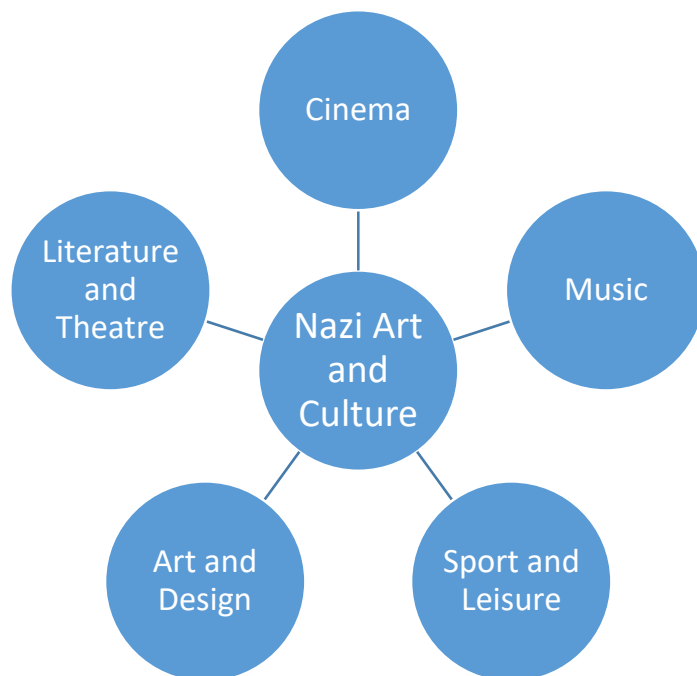 Cinema
Literature
and
Theatre
Music
Nazi Art
and
Culture
Art and
Design
Sport and
Leisure